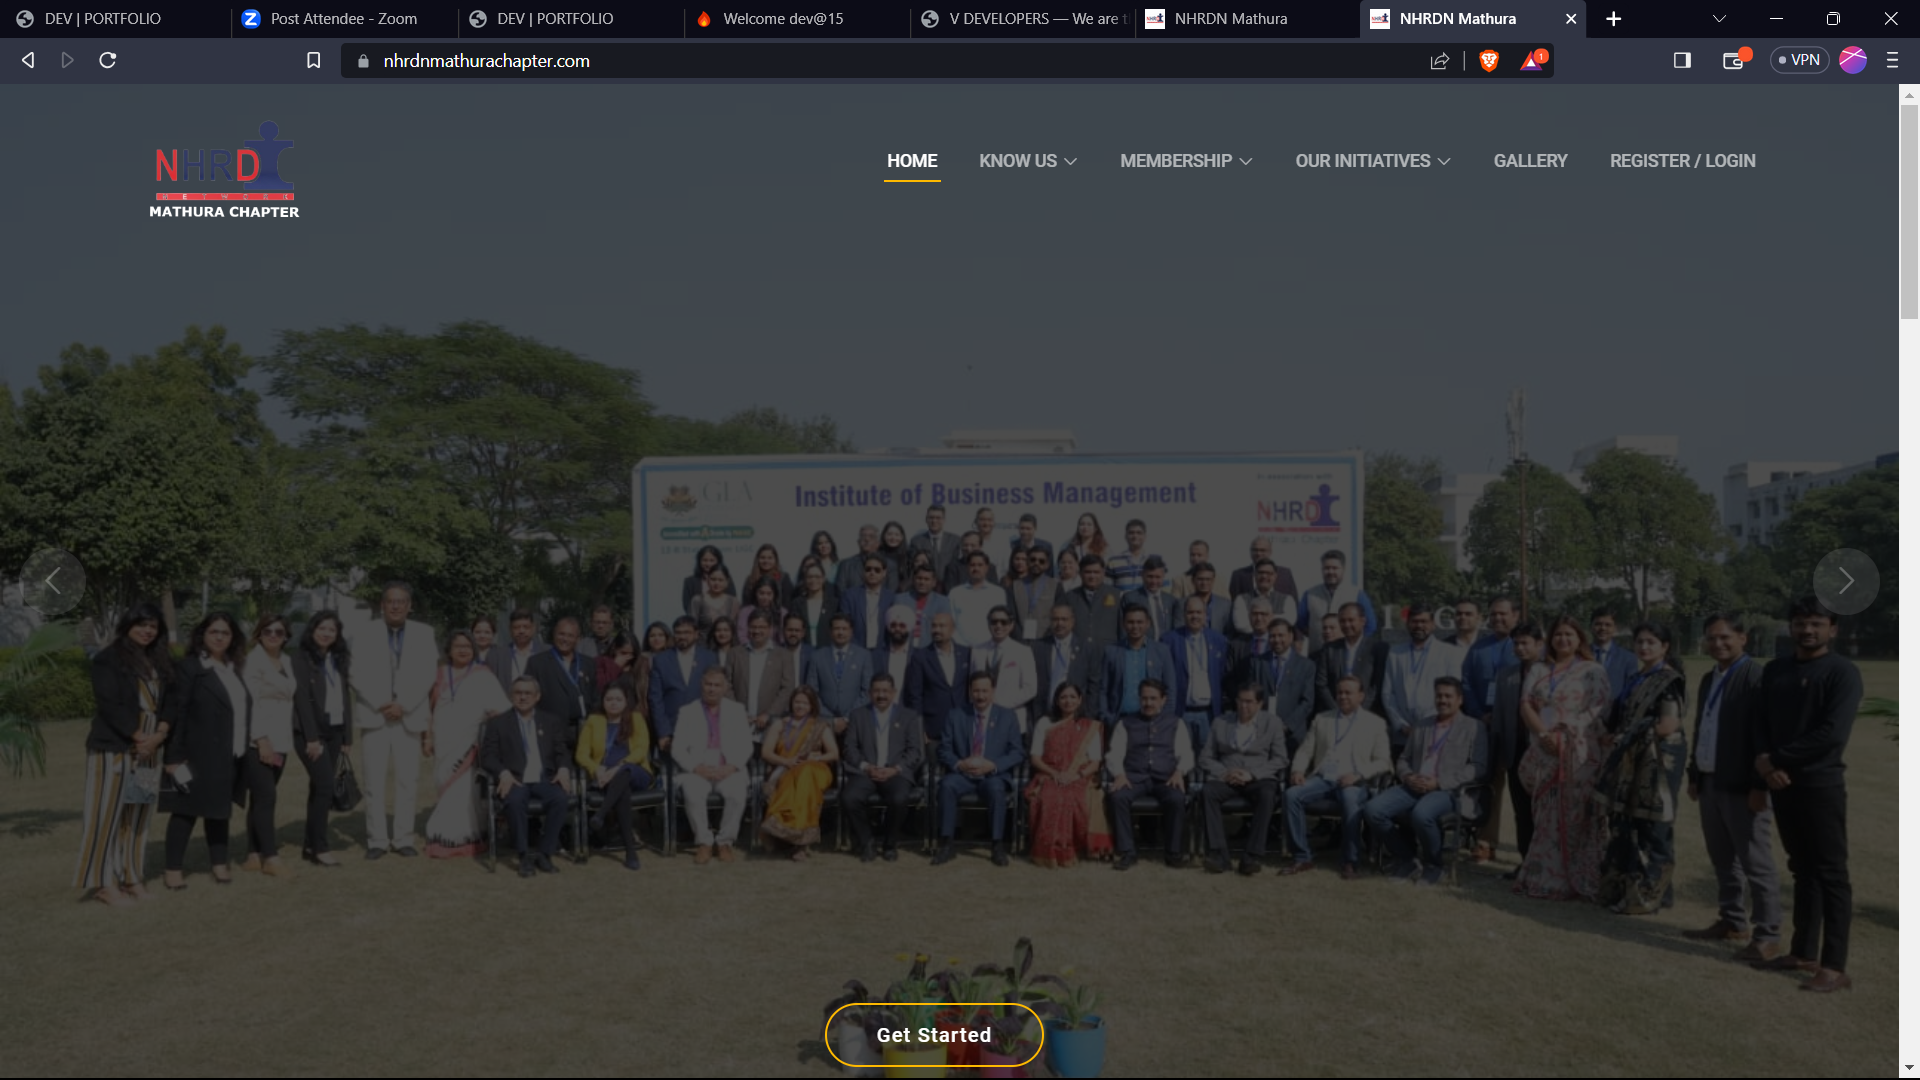 DEV | PORTFOLIO
Post Attendee - Zoom
DEV | PORTFOLIO
Welcome dev@15
V DEVELOPERS — We are t
NHRDN Mathura
NHRDN Mathura
nhrdnmathurachapter.com
1
VPN
NHRD
NETWORK
MATHURA CHAPTER
HOME
KNOW US
MEMBERSHIP
OUR INITIATIVES
GALLERY
REGISTER / LOGIN
GLA
Institute of Business Management
NHRD
Get Started